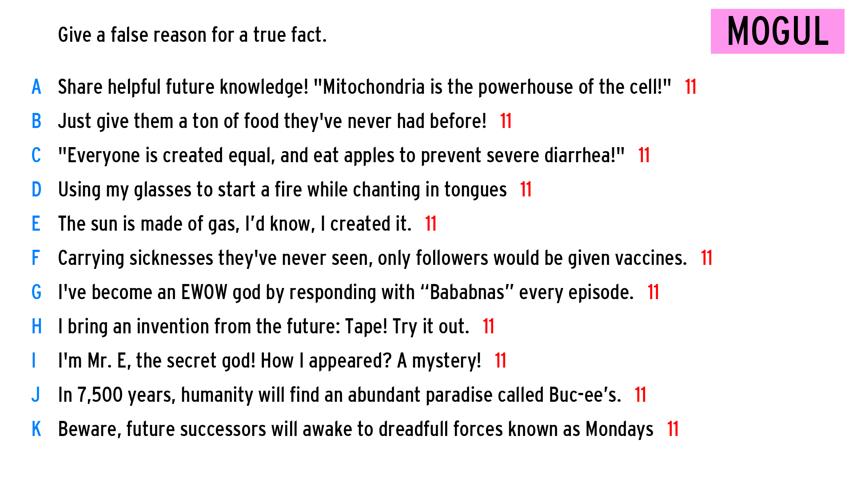 Give a false reason for a true fact.
MOGUL
A Share helpful future knowledge! "Mitochondria is the powerhouse of the cell!" 11
B Just give them a ton of food they've never had before! 11
C "Everyone is created equal, and eat apples to prevent severe diarrhea!" 11
D Using my glasses to start a fire while chanting in tongues 11
E The sun is made of gas, I’d know, I created it. 11
F Carrying sicknesses they've never seen, only followers would be given vaccines. 11
G I've become an EWOW god by responding with “Bababnas” every episode. 11
H I bring an invention from the future: Tape! Try it out. 11
I I'm Mr. E, the secret god! How I appeared? A mystery! 11
J In 7,500 years, humanity will find an abundant paradise called Buc-ee’s. 11
K Beware, future successors will awake to dreadfull forces known as Mondays 11